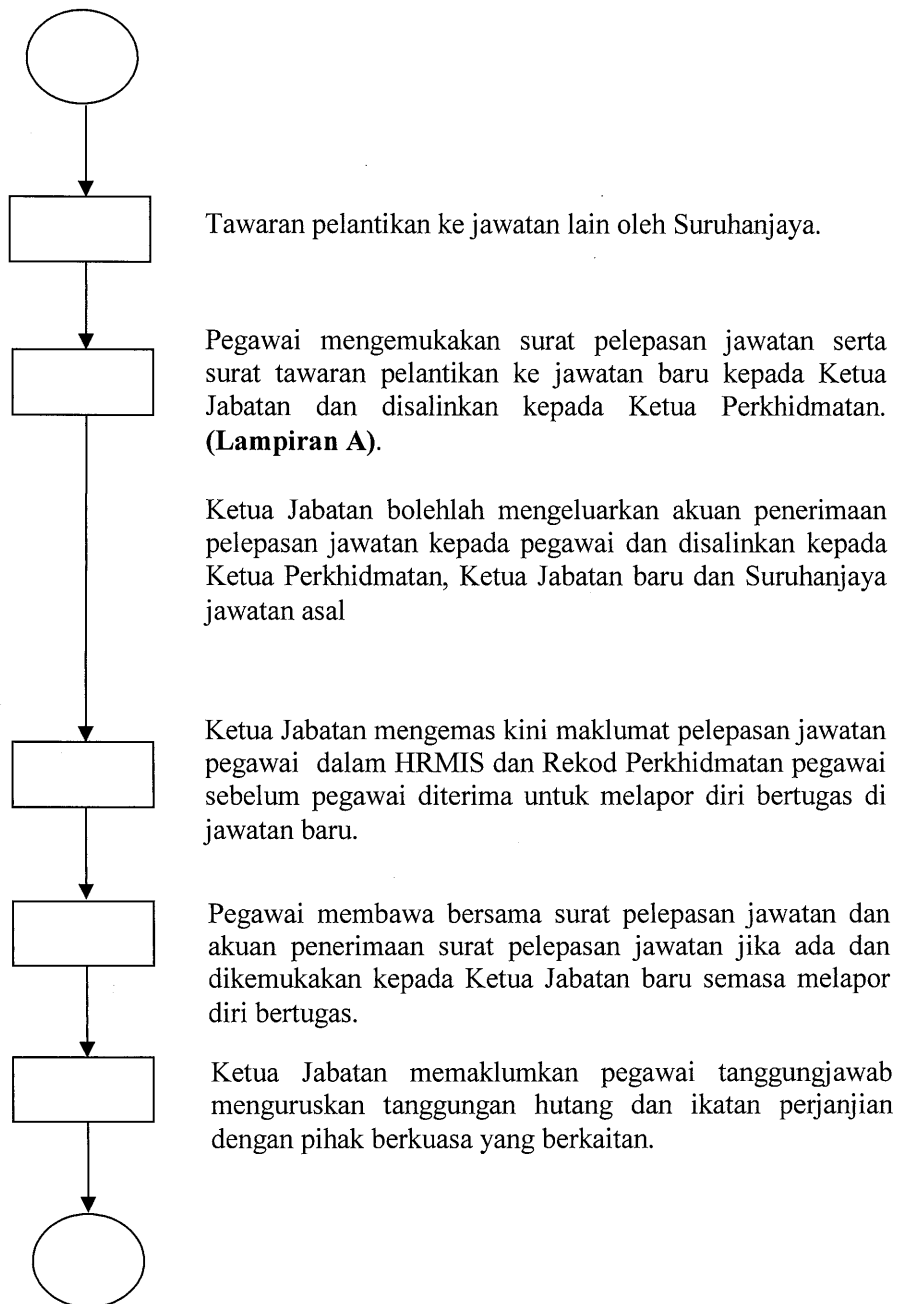 Tawaran pelantikan ke jawatan lain oleh Suruhanjaya.
Pegawai mengemukakan surat pelepasan jawatan serta
surat tawaran pelantikan ke jawatan baru kepada Ketua
Jabatan dan disalinkan kepada Ketua Perkhidmatan.
(Lampiran A).
Ketua Jabatan bolehlah mengeluarkan akuan penerimaan
pelepasan jawatan kepada pegawai dan disalinkan kepada
Ketua Perkhidmatan, Ketua Jabatan baru dan Suruhanjaya
jawatan asal
Ketua Jabatan mengemas kini maklumat pelepasan jawatan
pegawai dalam HRMIS dan Rekod Perkhidmatan pegawai
sebelum pegawai diterima untuk melapor diri bertugas di
jawatan baru.
Pegawai membawa bersama surat pelepasan jawatan dan
akuan penerimaan surat pelepasan jawatan jika ada dan
dikemukakan kepada Ketua Jabatan baru semasa melapor
diri bertugas.
Ketua Jabatan memaklumkan pegawai tanggungjawab
menguruskan tanggungan hutang dan ikatan perjanjian
dengan pihak berkuasa yang berkaitan.